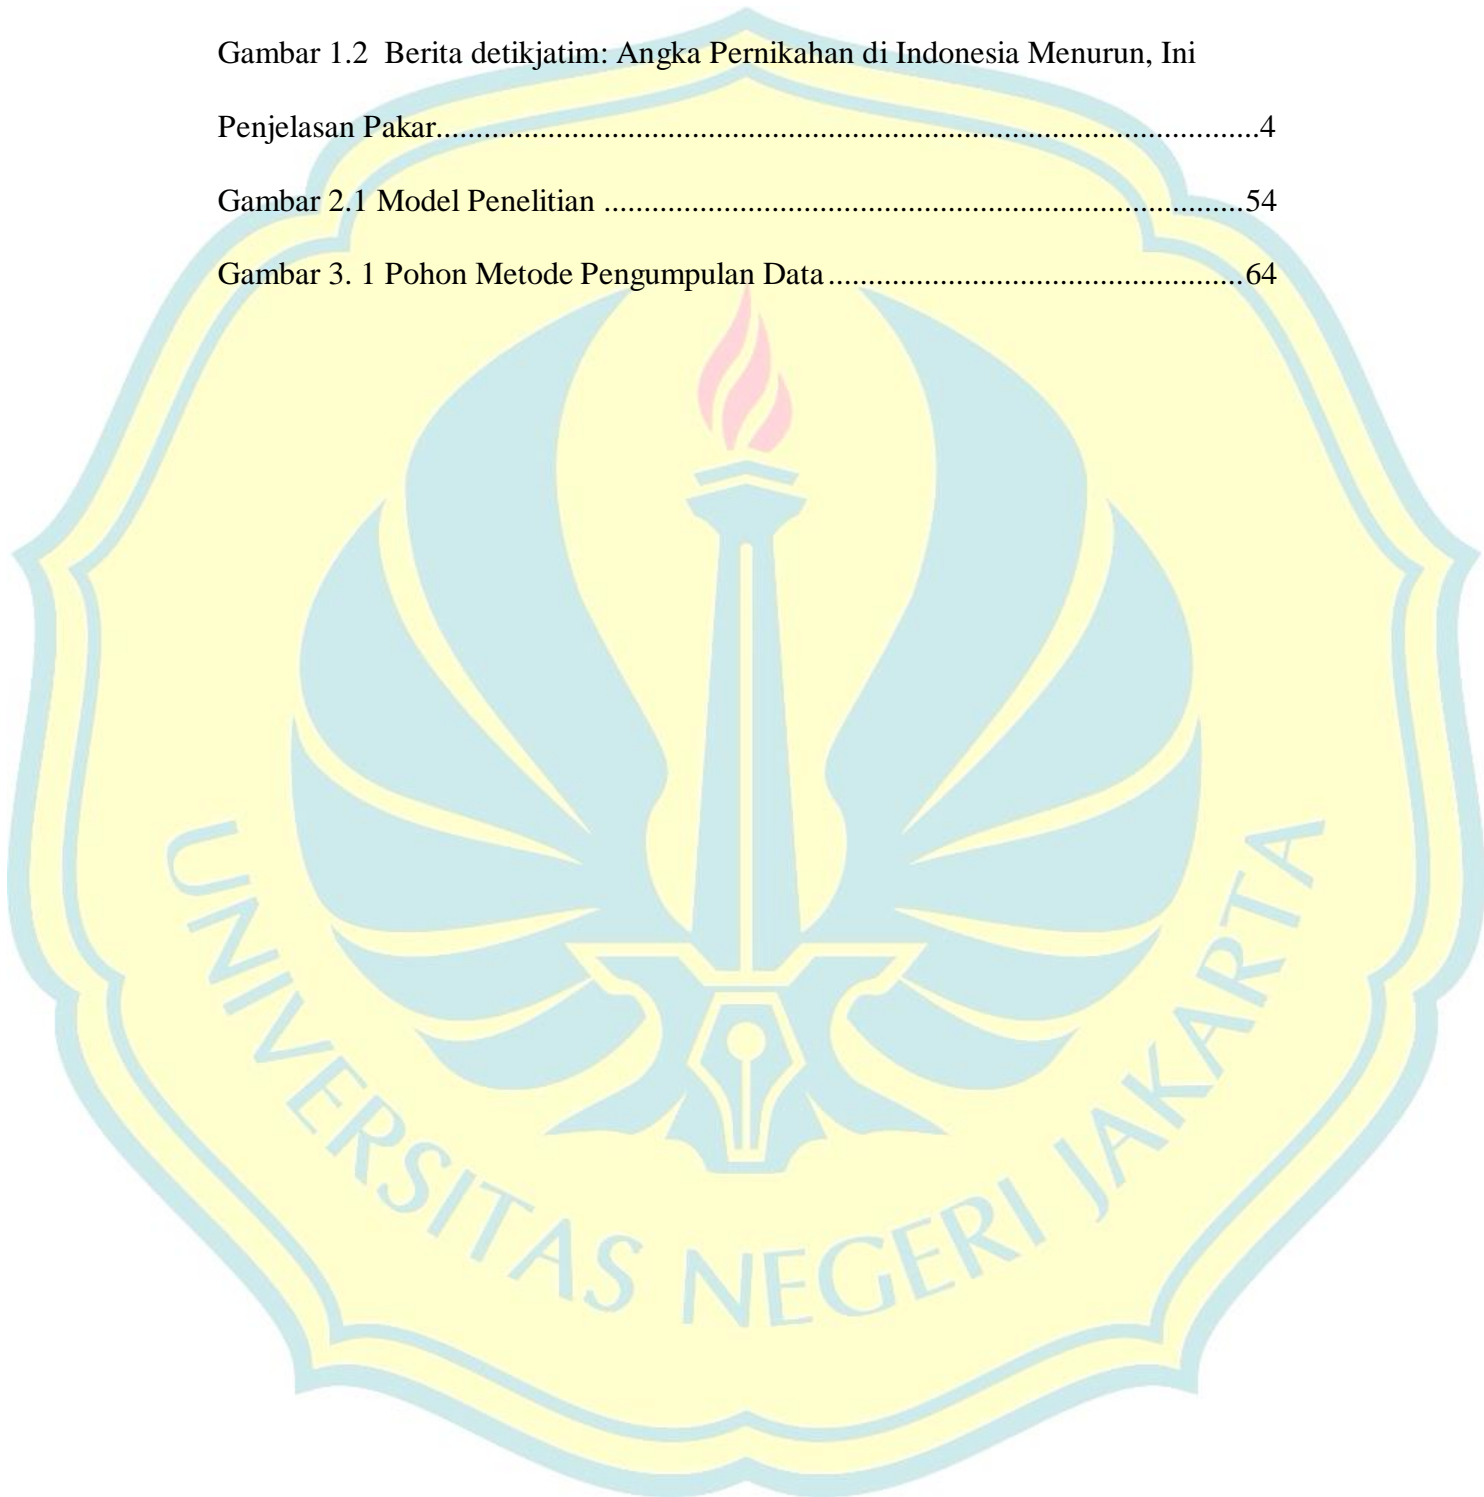 Gambar 1.2  Berita detikjatim: Angka Pernikahan di Indonesia Menurun, Ini
Penjelasan Pakar.........................................................................................................4
Gambar 2.1 Model Penelitian ................................................................................54
Gambar 3. 1 Pohon Metode Pengumpulan Data ....................................................64
UNIVERSITAS NEGERI JAKARTA